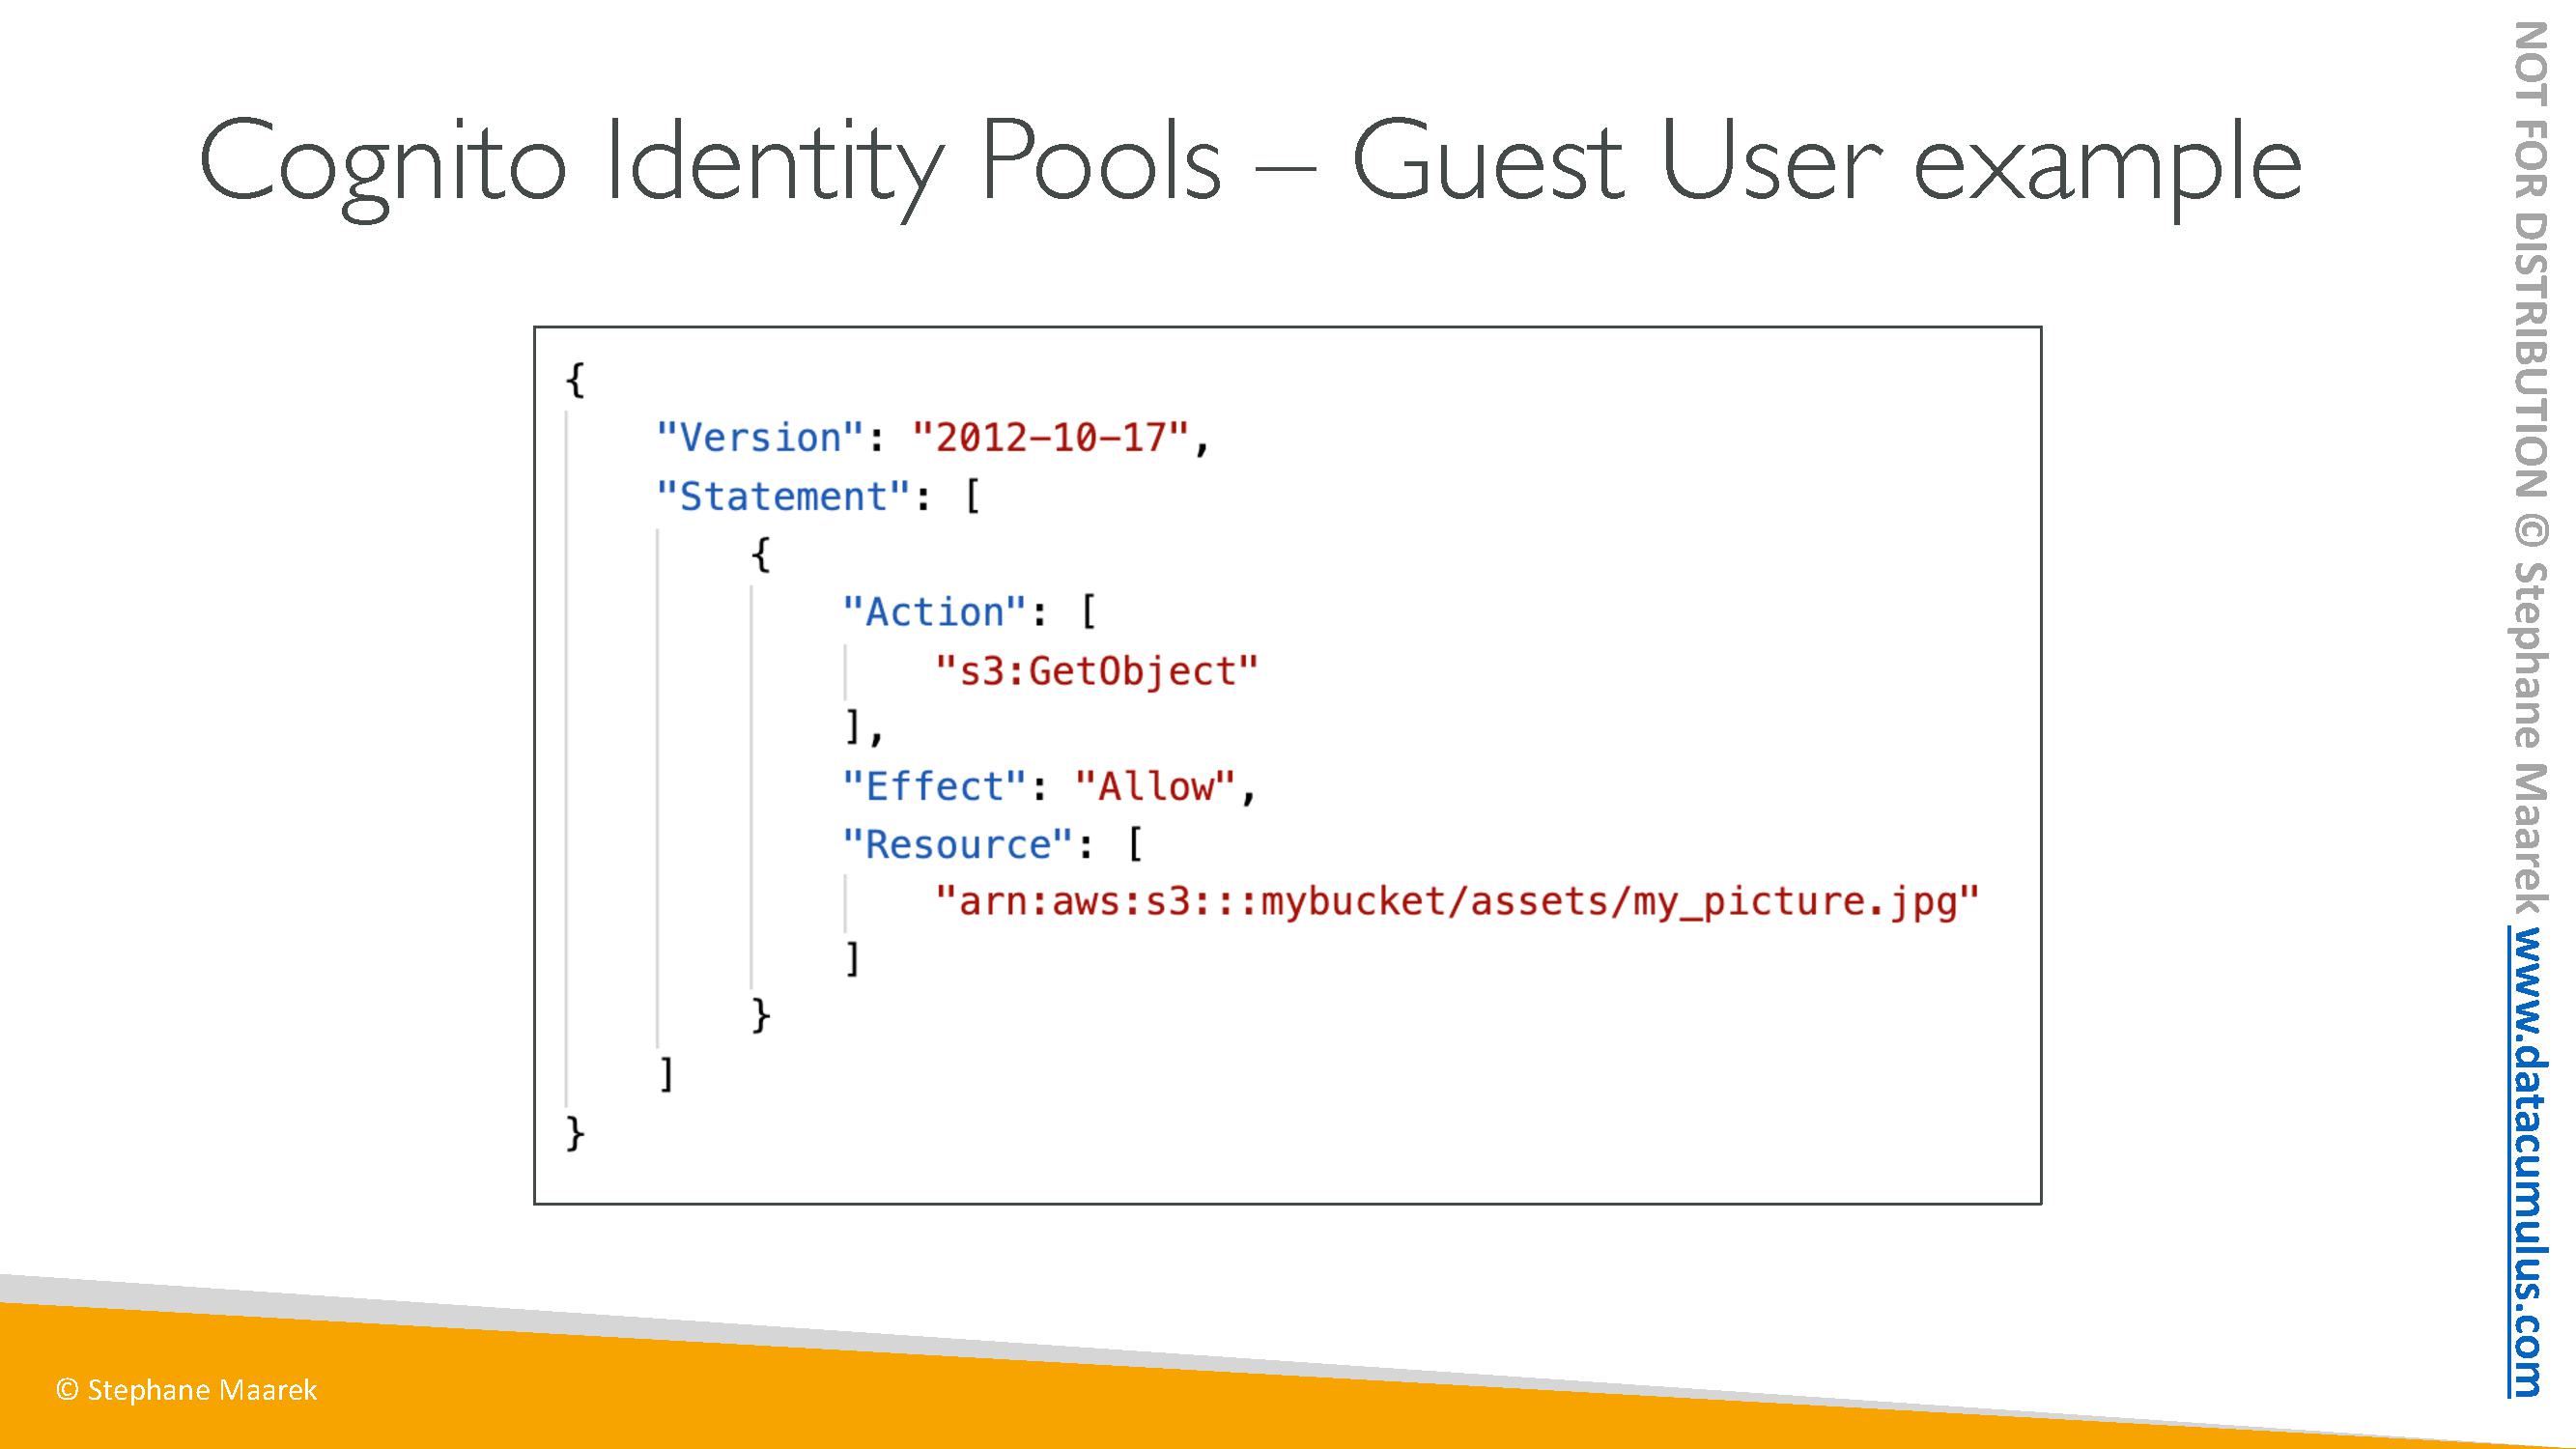 Cognito Identity Pools – Guest User example
{
"Version": "2012-10-17",
"Statement": [
{
"Action": [
"s3:GetObject"
],
"Effect": "Allow",
"Resource": [
"arn:aws:s3:::mybucket/assets/my_picture.jpg"
]
}
]
}
© Stephane Maarek
NOT FOR DISTRIBUTION © Stephane Maarek www.datacumulus.com